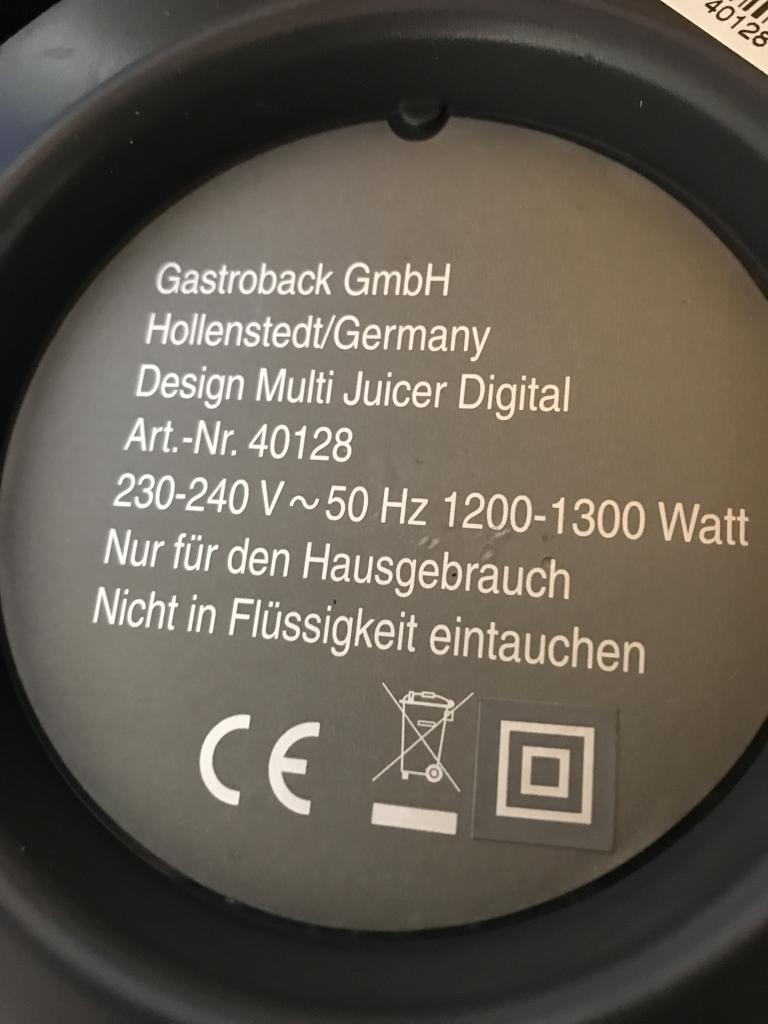 40128
Gastroback GmbH
Hollenstedt/Germany
Design Multi Juicer Digital
Art.-Nr. 40128
230-240 V~50 Hz 1200-1300 Watt
Nur für den Hausgebrauch
Nicht in Flüssigkeit eintauchen
CE